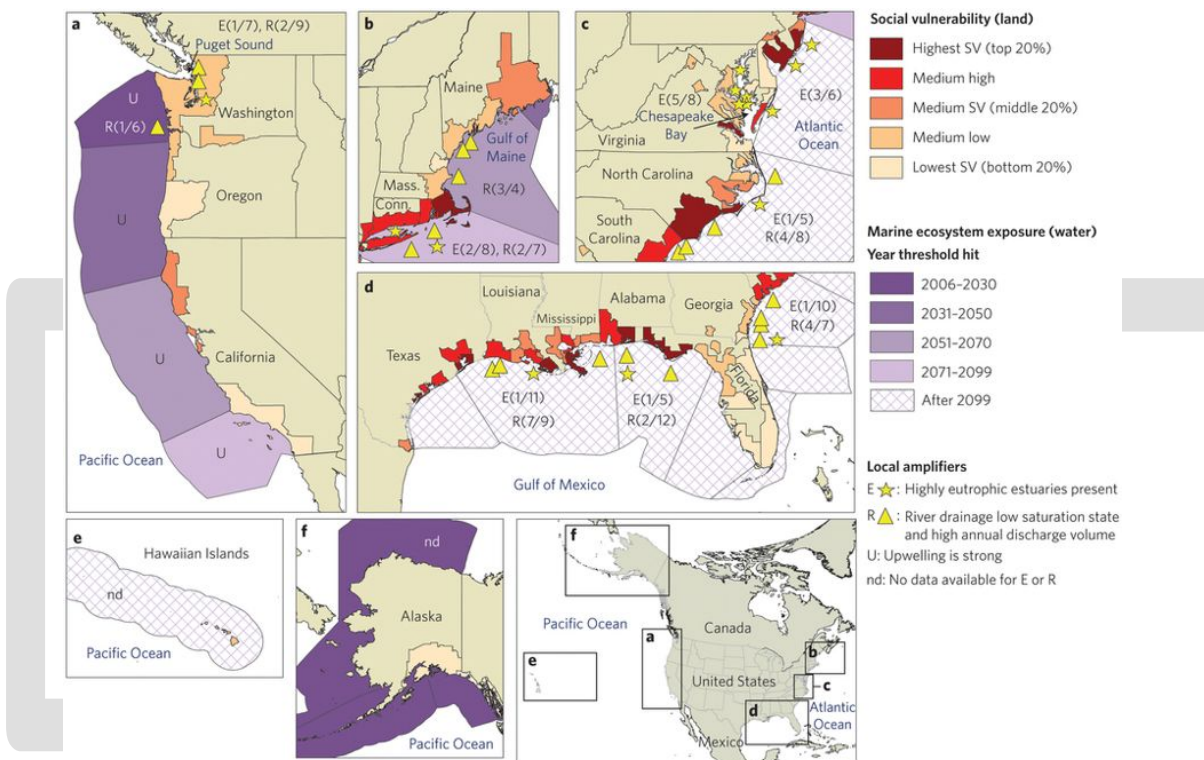 a
E(1/7), R(2/9)
Puget Sound
U
R(1/6)
Washington
U
Oregon
U
California
U
Pacific Ocean
b
Maine
Gulf of
Maine
Mass.
R(3/4)
Conn.
E(2/8), R(2/7)
c
E(3/6)
E(5/8)
Chesapeake
Bay
Virginia
Atlantic
Ocean
North Carolina
South
Carolina
E(1/5)
R(4/8)
d
Louisiana
Mississippi
Alabama
Georgia
E(1/10)
R(4/7)
Texas
Florida
E(1/11)
R(7/9)
E(1/5)
R(2/12)
Gulf of Mexico
e
Hawaiian Islands
nd
Pacific Ocean
f
nd
Alaska
Pacific Ocean
f
Pacific Ocean
a
Canada
e
b
United States
c
d
Atlantic
Ocean
Mexico
Social vulnerability (land)
Highest SV (top 20%)
Medium high
Medium SV (middle 20%)
Medium low
Lowest SV (bottom 20%)
Marine ecosystem exposure (water)
Year threshold hit
2006–2030
2031–2050
2051–2070
2071–2099
After 2099
Local amplifiers
E : Highly eutrophic estuaries present
R : River drainage low saturation state
and high annual discharge volume
U: Upwelling is strong
nd: No data available for E or R